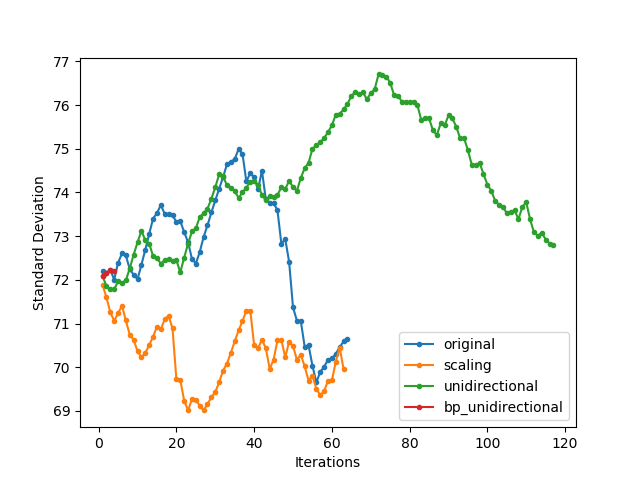 77
76
75
74
73
72
71
70
69
Standard Deviation
0
20
40
60
80
100
120
Iterations
original
scaling
unidirectional
bp_unidirectional